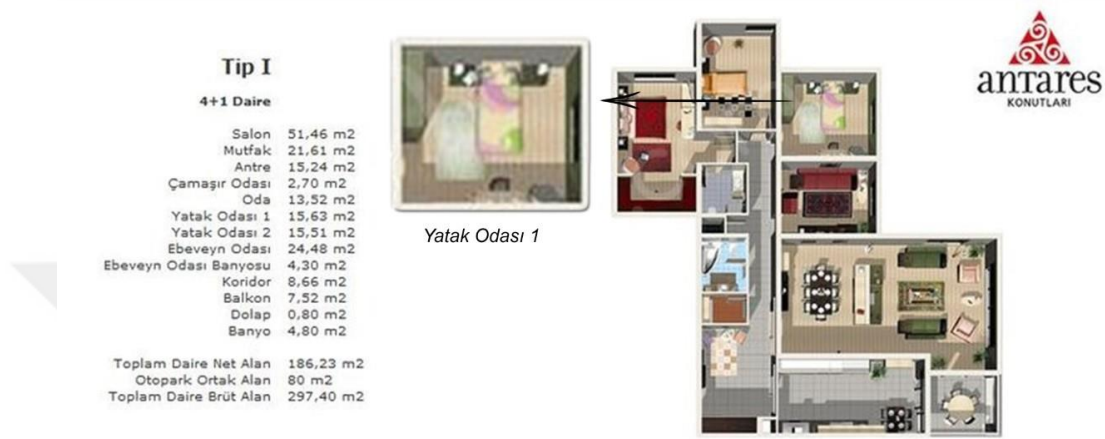 Tip I
4+1 Daire
Salon 51,46 m2
Mutfak 21,61 m2
Antre 15,24 m2
Çamaşır Odası 2,70 m2
Oda 13,52 m2
Yatak Odası 1 15,63 m2
Yatak Odası 2 15,51 m2
Ebeveyn Odası 24,48 m2
Ebeveyn Odası Banyosu 4,30 m2
Koridor 8,66 m2
Balkon 7,52 m2
Dolap 0,80 m2
Banyo 4,80 m2
Toplam Daire Net Alan 186,23 m2
Otopark Ortak Alan 80 m2
Toplam Daire Brüt Alan 297,40 m2
Yatak Odası 1
antares
KONUTLARI